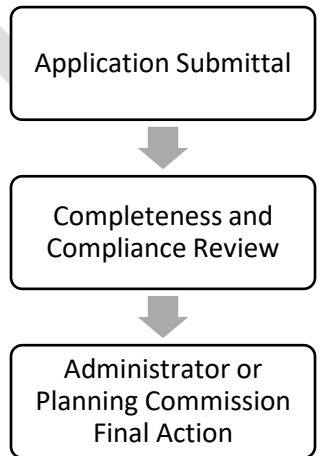 Application Submittal
Completeness and
Compliance Review
Administrator or
Planning Commission
Final Action